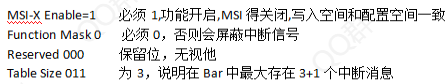 MSI-X Enable=1 必须 1,功能开启,MSI 得关闭,写入空间和配置空间一致
Function Mask 0 必须 0，否则会屏蔽中断信号
Reserved 000 保留位，无视他
Table Size 011 为 3，说明在 Bar 中最大存在 3+1 个中断消息